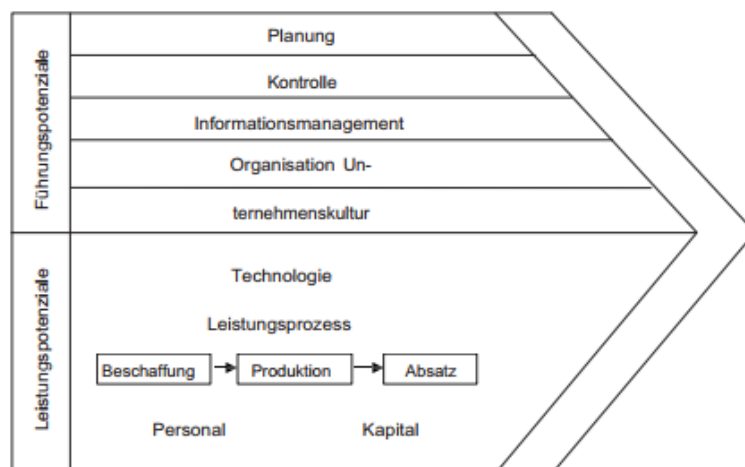 Führungspotenziale
Planung
Kontrolle
Informationsmanagement
Organisation Un-
ternehmenskultur
Leistungspotenziale
Technologie
Leistungsprozess
Beschaffung
Produktion
Absatz
Personal
Kapital